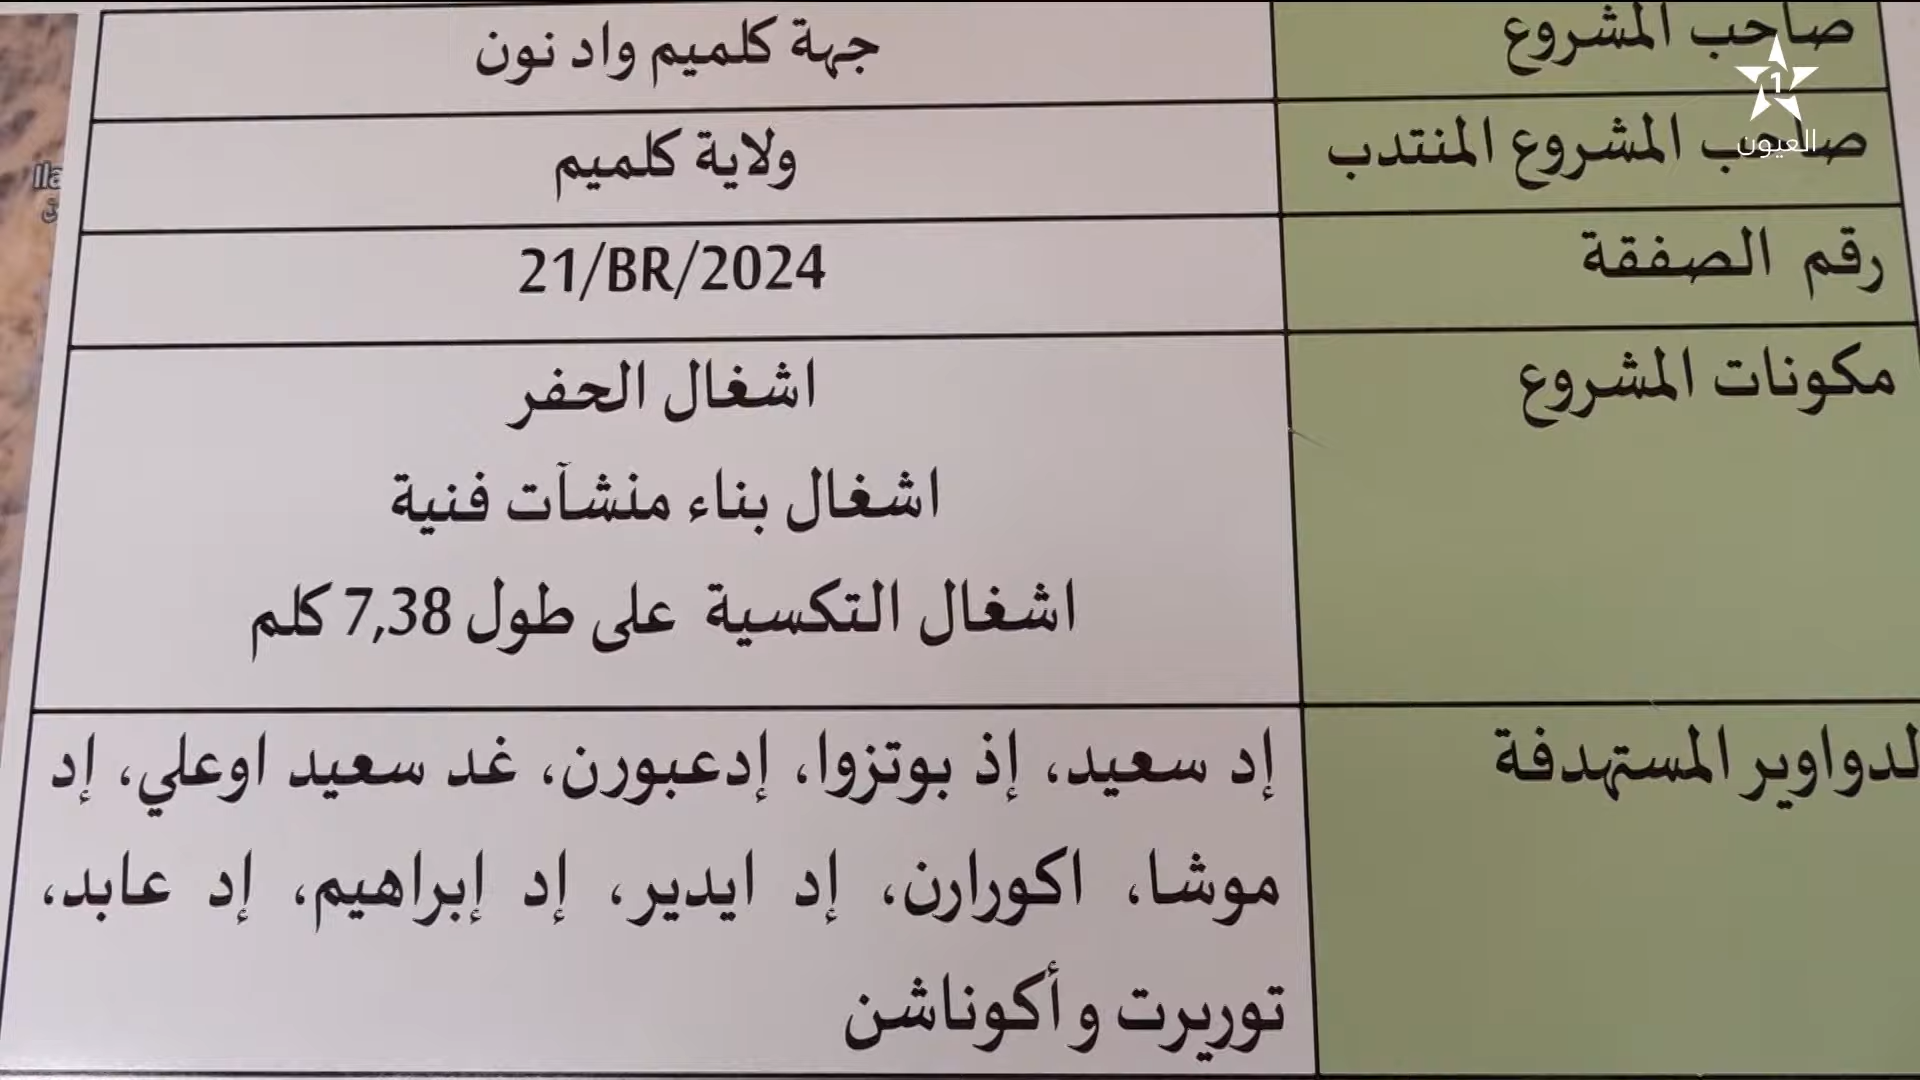 صاحب المشروع
جهة كلميم واد نون
صاحب المشروع المنتدب
ولاية كلميم
رقم الصفقة
21/BR/2024
مكونات المشروع
اشغال الحفر
اشغال بناء منشآت فنية
اشغال التكسية على طول 7,38 كلم
لدواوير المستهدفة
إد سعيد، إذ بوتزوا، إدعبورن، غد سعيد اوعلي، إد
موشا، اكورارن، إد ايدير، إد إبراهيم، إد عابد،
توريرت و أكوناشن
1
العيون